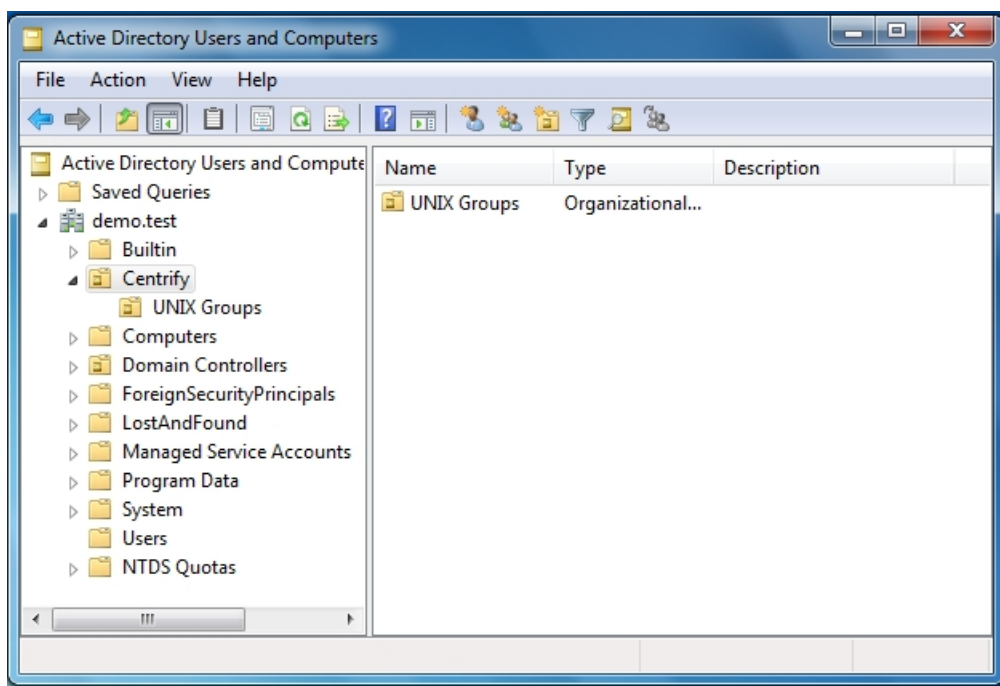 Active Directory Users and Computers
File Action View Help
Active Directory Users and Compute
Saved Queries
demo.test
Builtin
Centrify
UNIX Groups
Computers
Domain Controllers
ForeignSecurityPrincipals
LostAndFound
Managed Service Accounts
Program Data
System
Users
NTDS Quotas
Name Type Description
UNIX Groups Organizational...